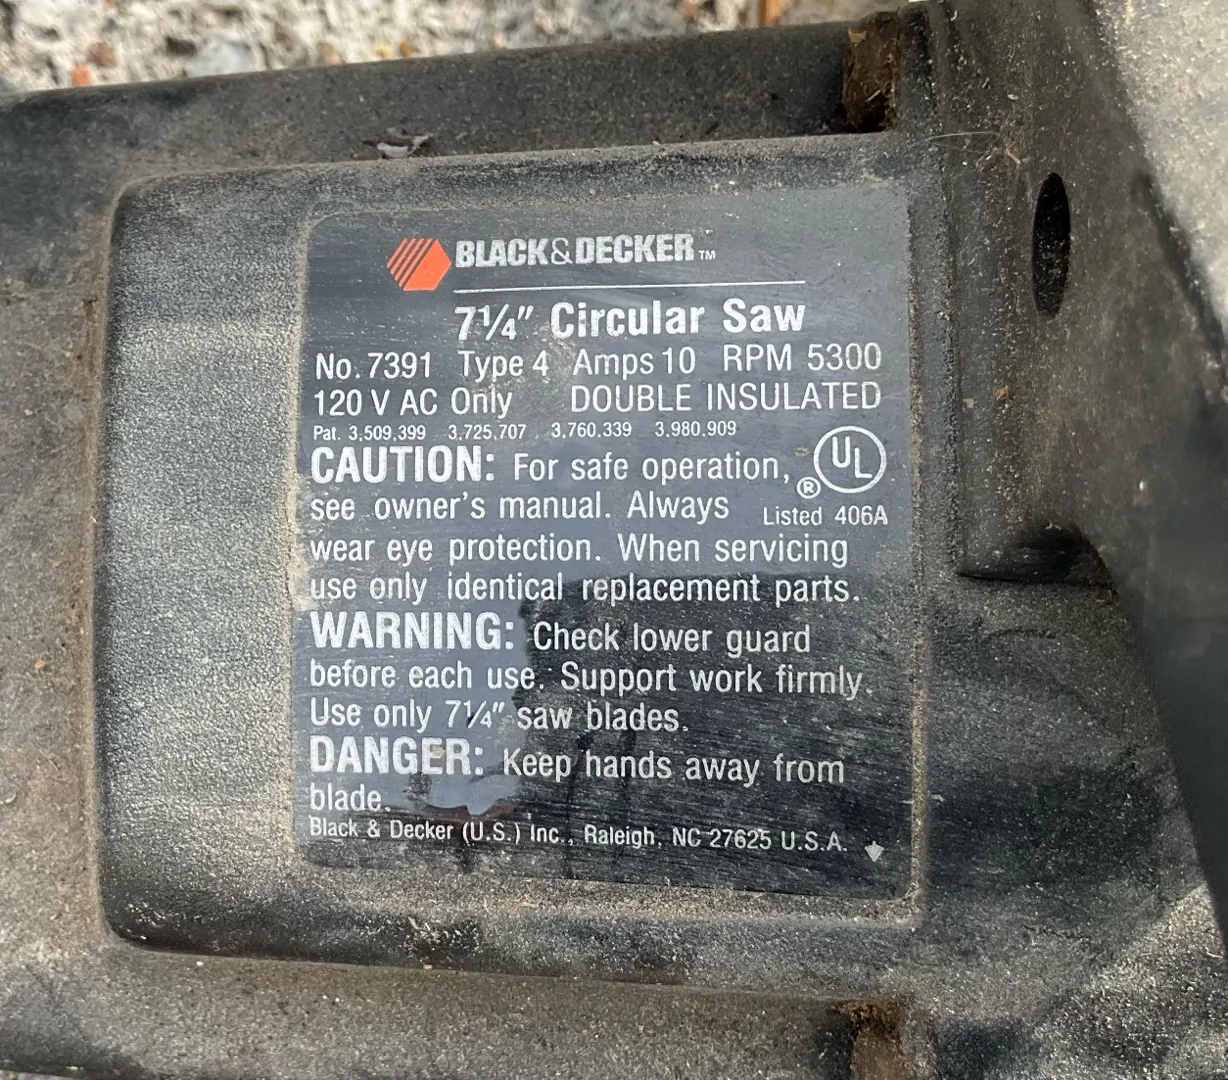 BLACK&DECKER™
7¼" Circular Saw
No. 7391 Type 4 Amps 10 RPM 5300
120 V AC Only DOUBLE INSULATED
Pat. 3,509,399 3,725,707 3,760,339 3,980,909
CAUTION: For safe operation,
see owner's manual. Always
UL ®
Listed 406A
wear eye protection. When servicing
use only identical replacement parts.
WARNING: Check lower guard
before each use. Support work firmly.
Use only 7¼" saw blades.
DANGER: Keep hands away from
blade.
Black & Decker (U.S.) Inc., Raleigh, NC 27625 U.S.A.